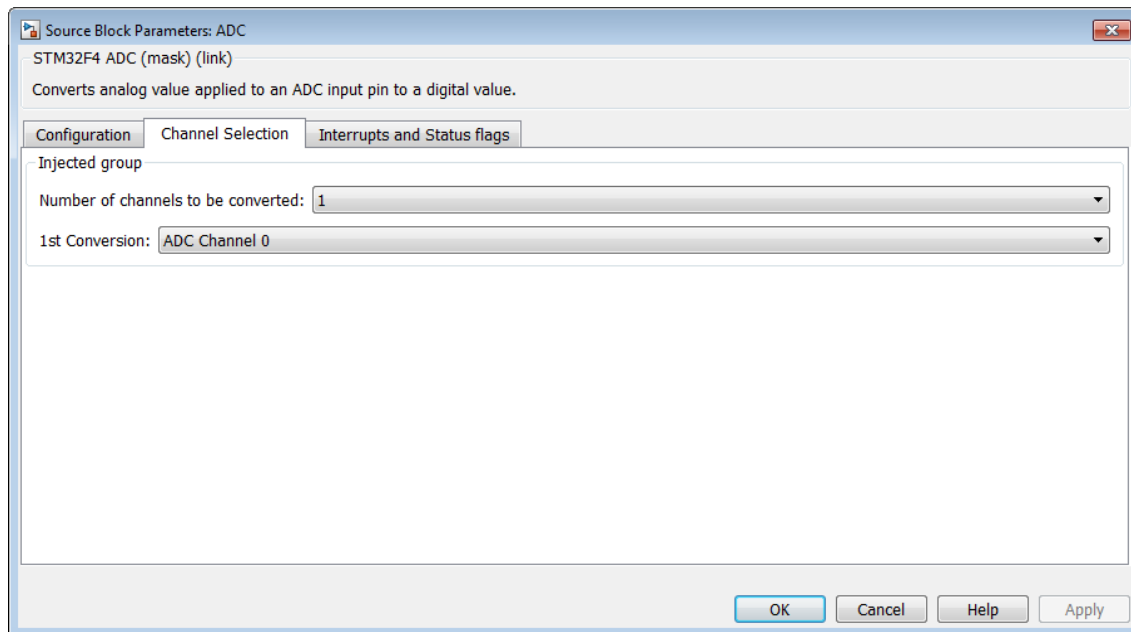 Source Block Parameters: ADC
STM32F4 ADC (mask) (link)
Converts analog value applied to an ADC input pin to a digital value.
Configuration Channel Selection Interrupts and Status flags
Injected group
Number of channels to be converted: 1
1st Conversion: ADC Channel 0
OK Cancel Help Apply